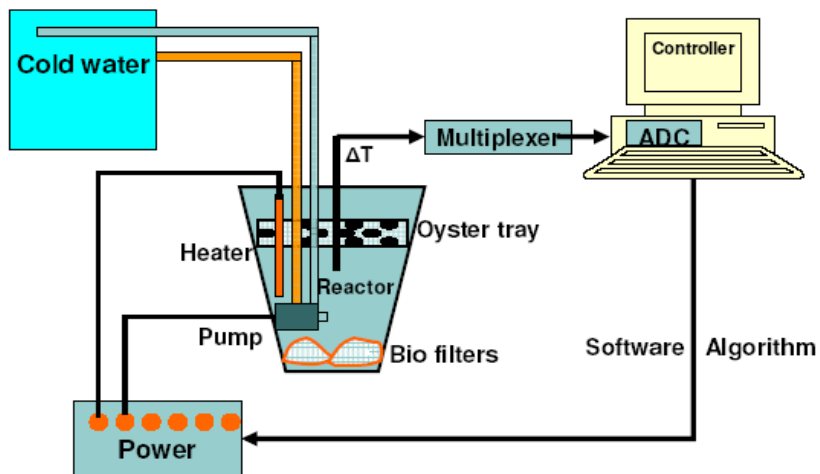 Cold water
Controller
Multiplexer
ADC
ΔT
Oyster tray
Heater
Reactor
Pump
Bio filters
Software
Algorithm
Power